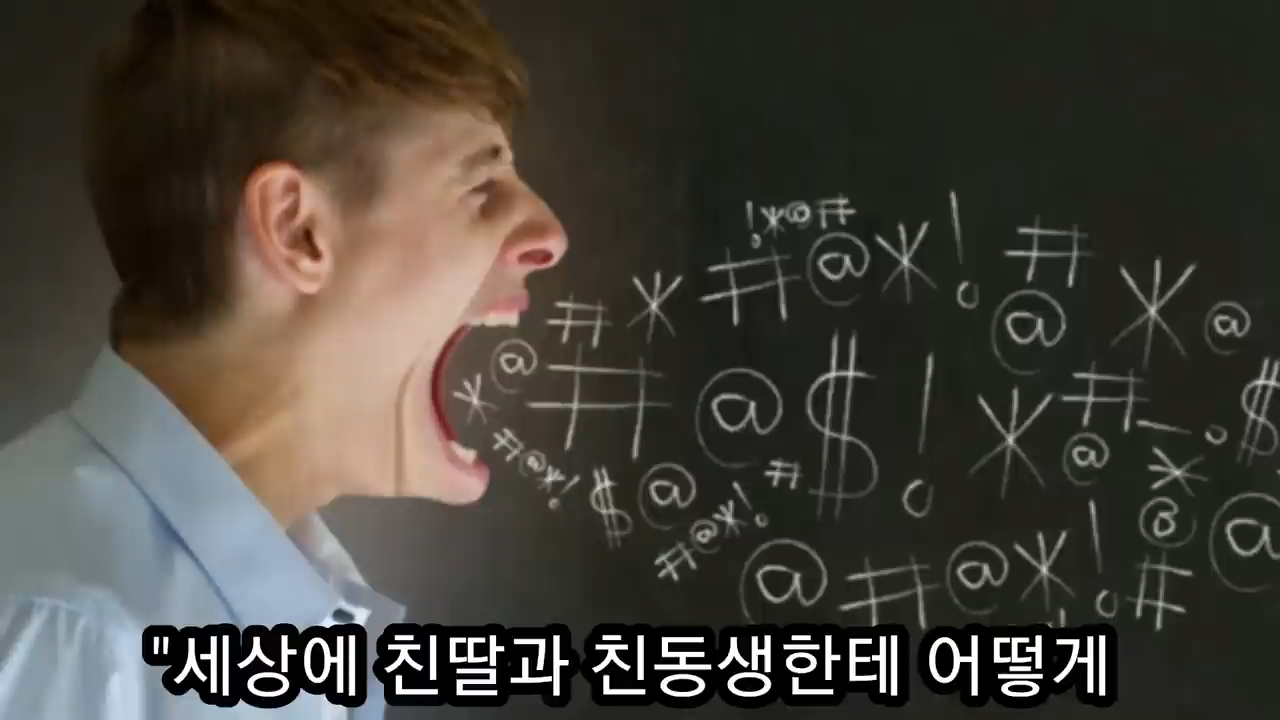 !*@#
#@*! #
#* @ * @
@ # @ $ ! * # _ . $
* #@*! $ @ # @ *
#@*! @ # @ * ! # B @
"세상에 친딸과 친동생한테 어떻게